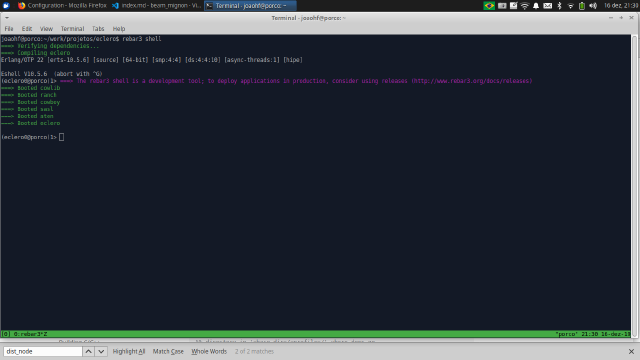 Configuration - Mozilla Firefox
index.md - beam_mignon - Vi...
Terminal - joaohf@porco: ~
16 dez, 21:30
Terminal - joaohf@porco: ~
File Edit View Terminal Tabs Help
joaohf@porco:~/work/projetos/eclero$ rebar3 shell
===> Verifying dependencies...
===> Compiling eclero
Erlang/OTP 22 [erts-10.5.6] [source] [64-bit] [smp:4:4] [ds:4:4:10] [async-threads:1] [hipe]
Eshell V10.5.6 (abort with ^G)
(eclero@porco)1> ===> The rebar3 shell is a development tool; to deploy applications in production, consider using releases (http://www.rebar3.org/docs/releases)
===> Booted cowlib
===> Booted ranch
===> Booted cowboy
===> Booted sasl
===> Booted aten
===> Booted eclero
(eclero@porco)1>
[0] 0:rebar3*Z
"porco" 21:30 16-dez-19
dist_node
Highlight All Match Case Whole Words 2 of 2 matches